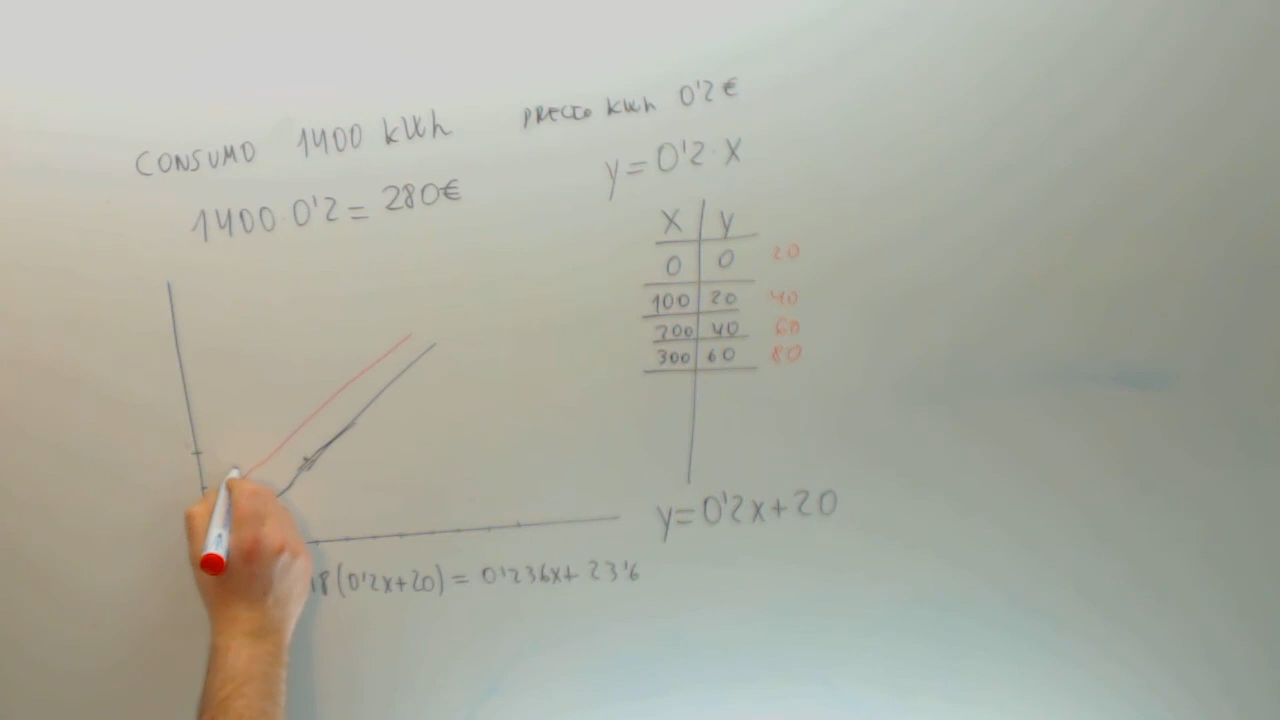 CONSUMO 1400 kWh PRECIO kWh 0'2€
1400·0'2 = 280€
y=0'2·X
X y
0 0 20
100 20 40
200 40 60
300 60 80
y=0'2x+20
18(0'2x+20) = 0'236x+23'6